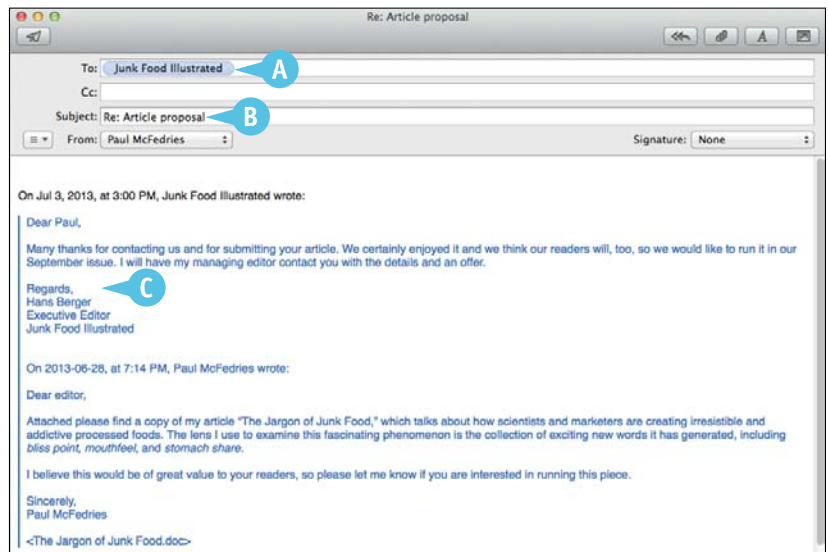 Re: Article proposal
A
To: Junk Food Illustrated A
Cc:
Subject: Re: Article proposal B
From: Paul McFedries Signature: None
On Jul 3, 2013, at 3:00 PM, Junk Food Illustrated wrote:
Dear Paul,
Many thanks for contacting us and for submitting your article. We certainly enjoyed it and we think our readers will, too, so we would like to run it in our
September issue. I will have my managing editor contact you with the details and an offer.
Regards, C
Hans Berger
Executive Editor
Junk Food Illustrated
On 2013-06-28, at 7:14 PM, Paul McFedries wrote:
Dear editor,
Attached please find a copy of my article "The Jargon of Junk Food," which talks about how scientists and marketers are creating irresistible and
addictive processed foods. The lens I use to examine this fascinating phenomenon is the collection of exciting new words it has generated, including
bliss point, mouthfeel, and stomach share.
I believe this would be of great value to your readers, so please let me know if you are interested in running this piece.
Sincerely,
Paul McFedries
<The Jargon of Junk Food.doc>